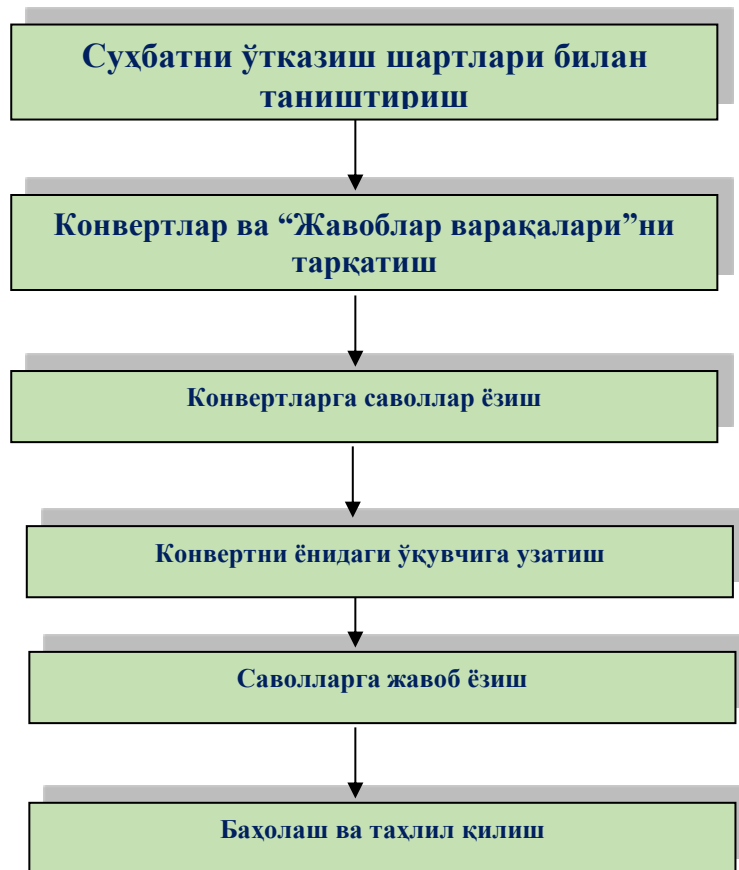 Суҳбатни ўтказиш шартлари билан
таништириш
Конвертлар ва “Жавоблар варақалари”ни
тарқатиш
Конвертларга саволлар ёзиш
Конвертни ёнидаги ўқувчига узатиш
Саволларга жавоб ёзиш
Баҳолаш ва таҳлил қилиш